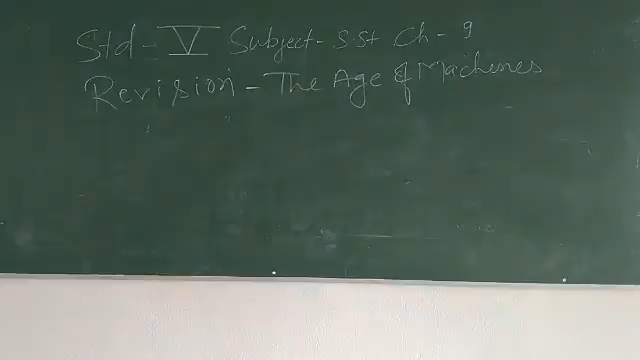 Std - V Subject - S.St Ch - 9
Revision - The Age of Machines